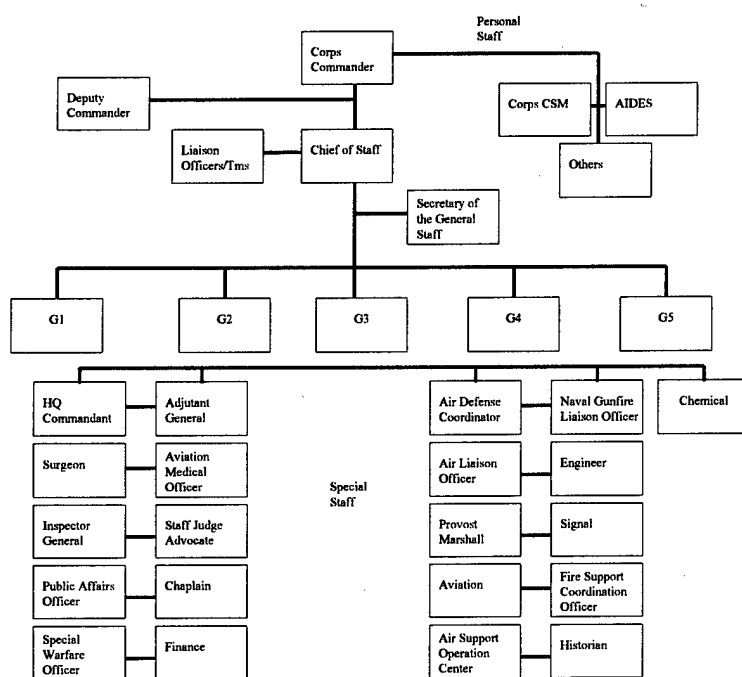 Personal
Staff
Corps
Commander
Deputy
Commander
Corps CSM
AIDES
Liaison
Officers/Tms
Chief of Staff
Others
Secretary of
the General
Staff
G1
G2
G3
G4
G5
HQ
Commandant
Adjutant
General
Air Defense
Coordinator
Naval Gunfire
Liaison Officer
Chemical
Surgeon
Aviation
Medical
Officer
Air Liaison
Officer
Engineer
Special
Staff
Inspector
General
Staff Judge
Advocate
Provost
Marshall
Signal
Public Affairs
Officer
Chaplain
Aviation
Fire Support
Coordination
Officer
Special
Warfare
Officer
Finance
Air Support
Operation
Center
Historian